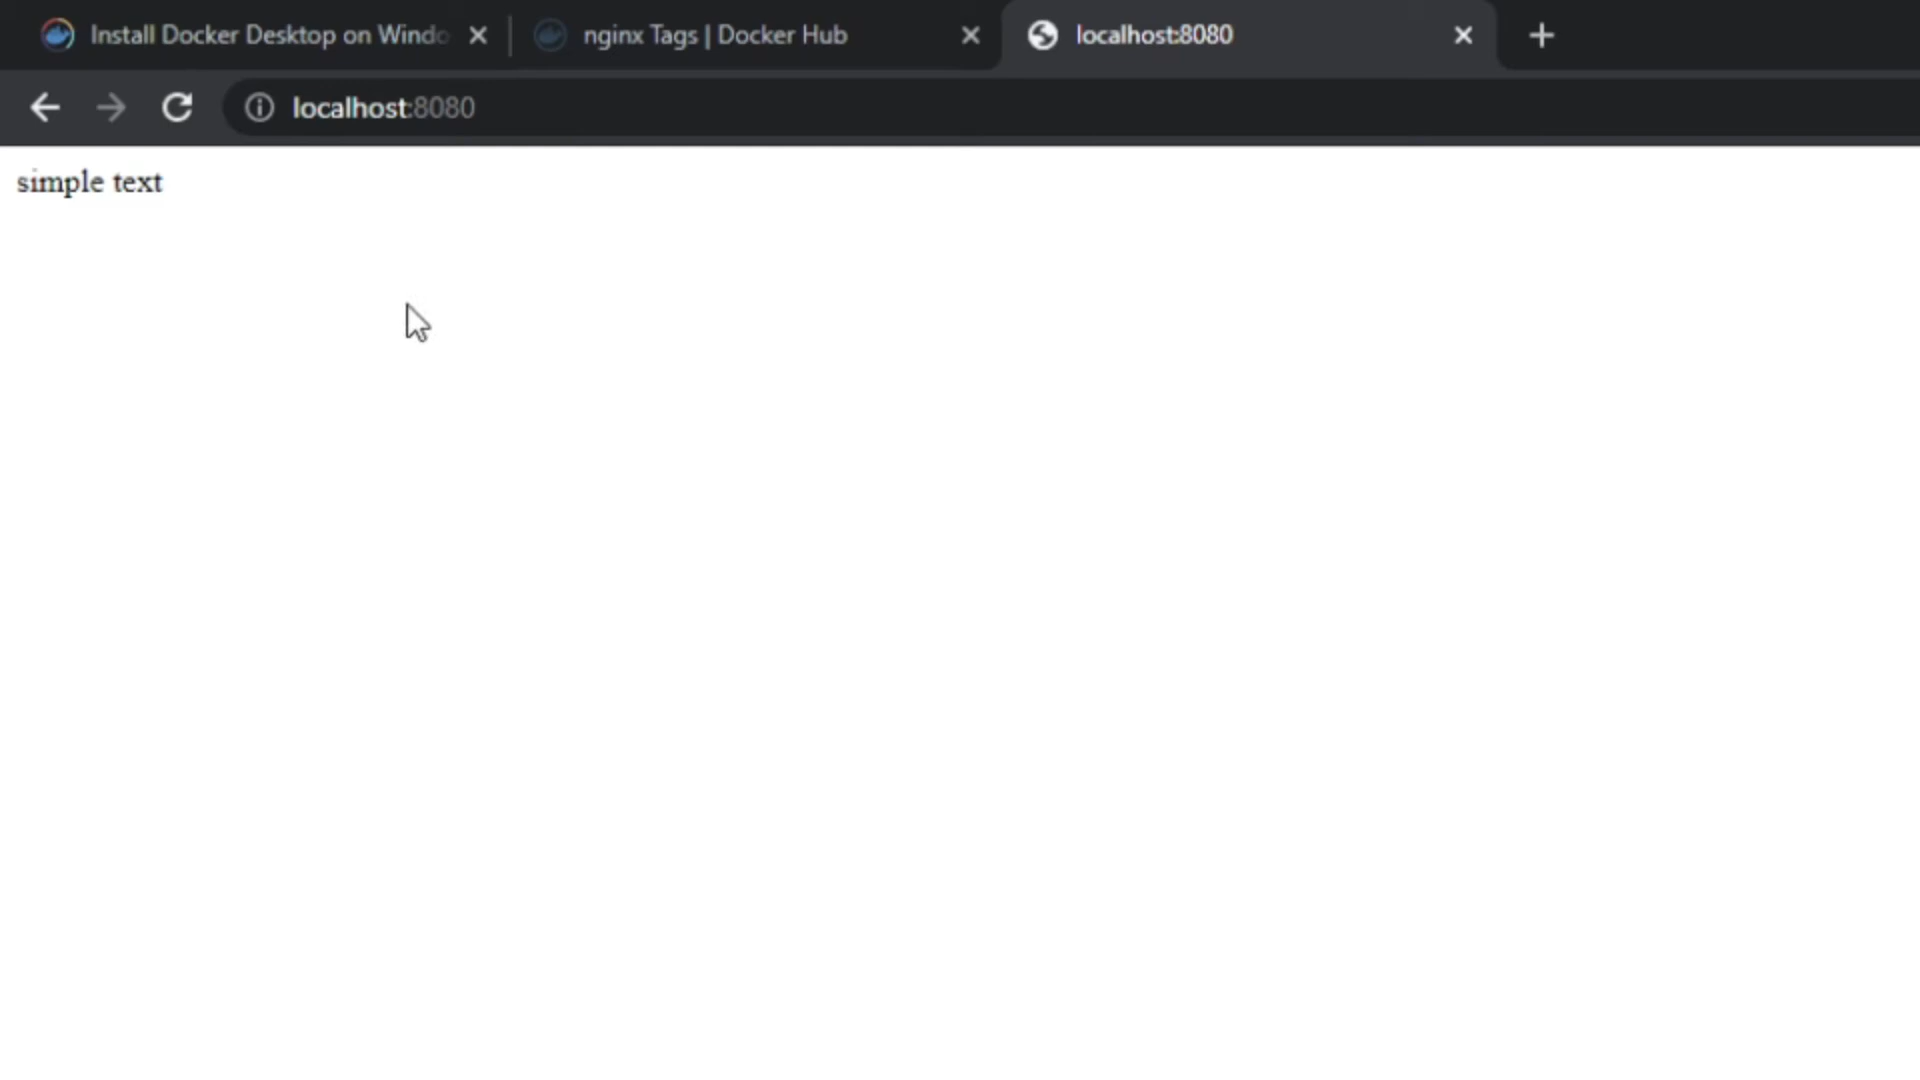 Install Docker Desktop on Windo
nginx Tags | Docker Hub
localhost:8080
localhost:8080
simple text